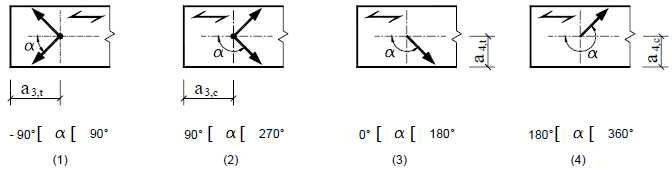 α
α
α
α
a3,t
a3,c
a4,t
a4,c
- 90° [ α [ 90°
90° [ α [ 270°
0° [ α [ 180°
180° [ α [ 360°
(1)
(2)
(3)
(4)